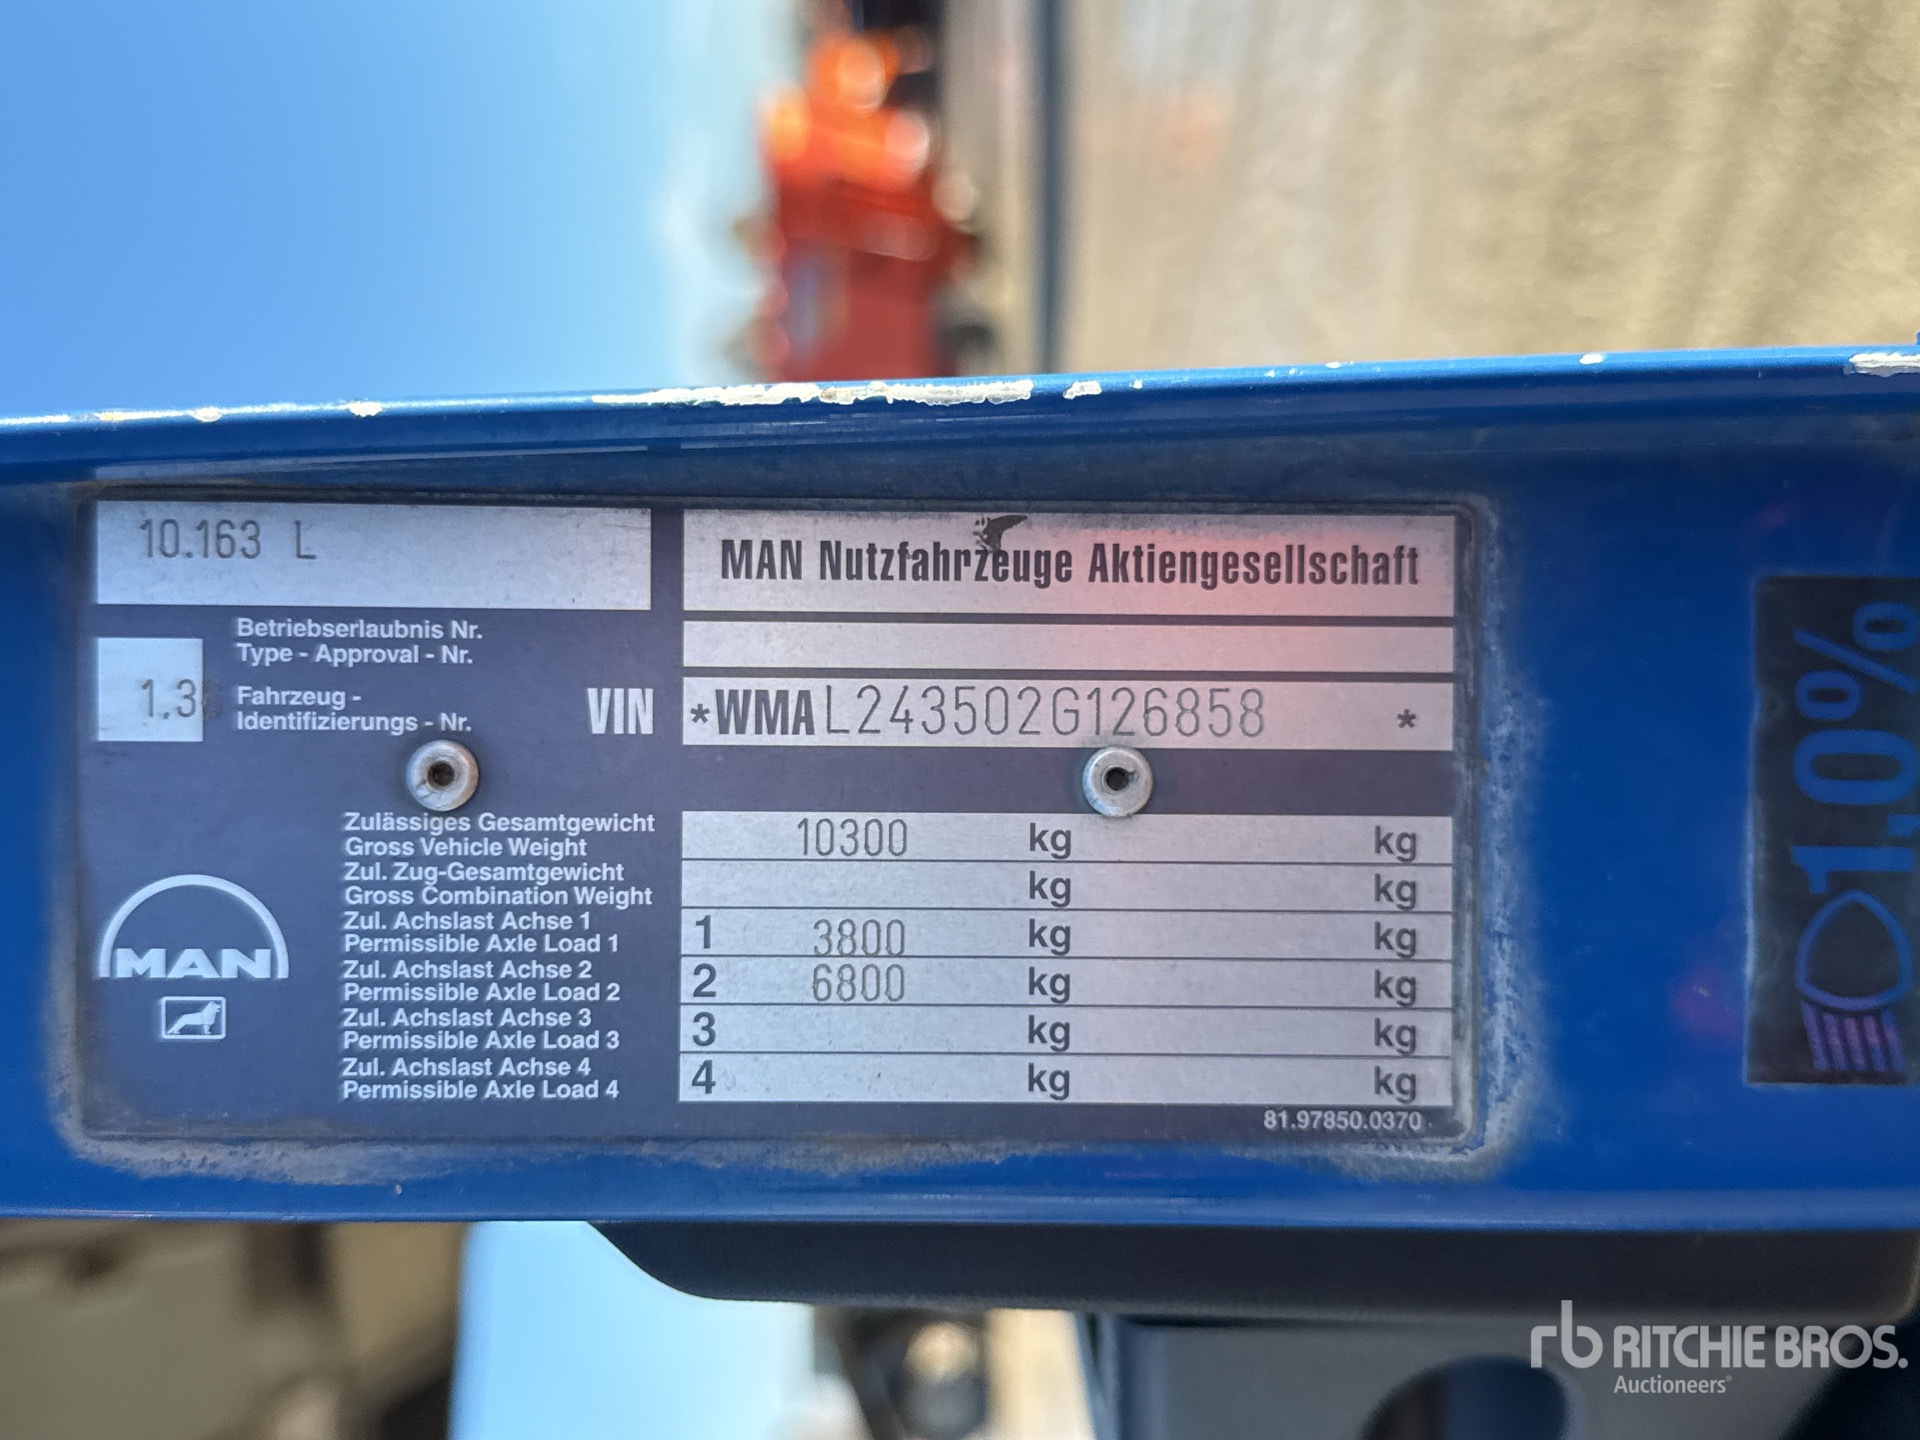 10.163 L
MAN Nutzfahrzeuge Aktiengesellschaft
Betriebserlaubnis Nr.
Type - Approval - Nr.
1.3
Fahrzeug -
Identifizierungs - Nr.
VIN
*WMAL243502G126858 *
Zulässiges Gesamtgewicht
Gross Vehicle Weight
10300 kg kg
Zul. Zug-Gesamtgewicht
Gross Combination Weight
kg kg
Zul. Achslast Achse 1
Permissible Axle Load 1
1 3800 kg kg
Zul. Achslast Achse 2
Permissible Axle Load 2
2 6800 kg kg
Zul. Achslast Achse 3
Permissible Axle Load 3
3 kg kg
Zul. Achslast Achse 4
Permissible Axle Load 4
4 kg kg
MAN
81.97850.0370
1,0%
rb RITCHIE BROS.
Auctioneers